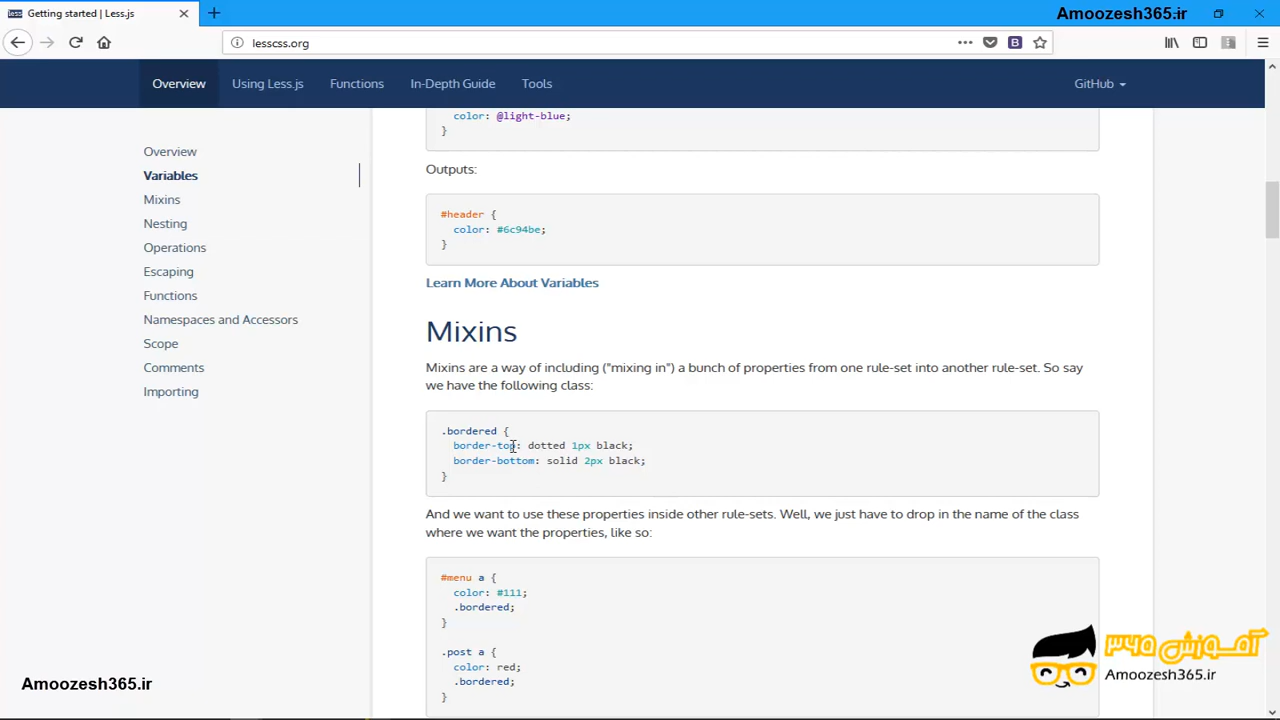 Getting started | Less.js
Amoozesh365.ir
lesscss.org
Overview Using Less.js Functions In-Depth Guide Tools GitHub
Overview
Variables
Mixins
Nesting
Operations
Escaping
Functions
Namespaces and Accessors
Scope
Comments
Importing
color: @light-blue;
}
Outputs:
#header {
color: #6c94be;
}
Learn More About Variables
Mixins
Mixins are a way of including ("mixing in") a bunch of properties from one rule-set into another rule-set. So say
we have the following class:
.bordered {
border-top: dotted 1px black;
border-bottom: solid 2px black;
}
And we want to use these properties inside other rule-sets. Well, we just have to drop in the name of the class
where we want the properties, like so:
#menu a {
color: #111;
.bordered;
}
.post a {
color: red;
.bordered;
}
آموزش ۳۶۵
Amoozesh365.ir
Amoozesh365.ir